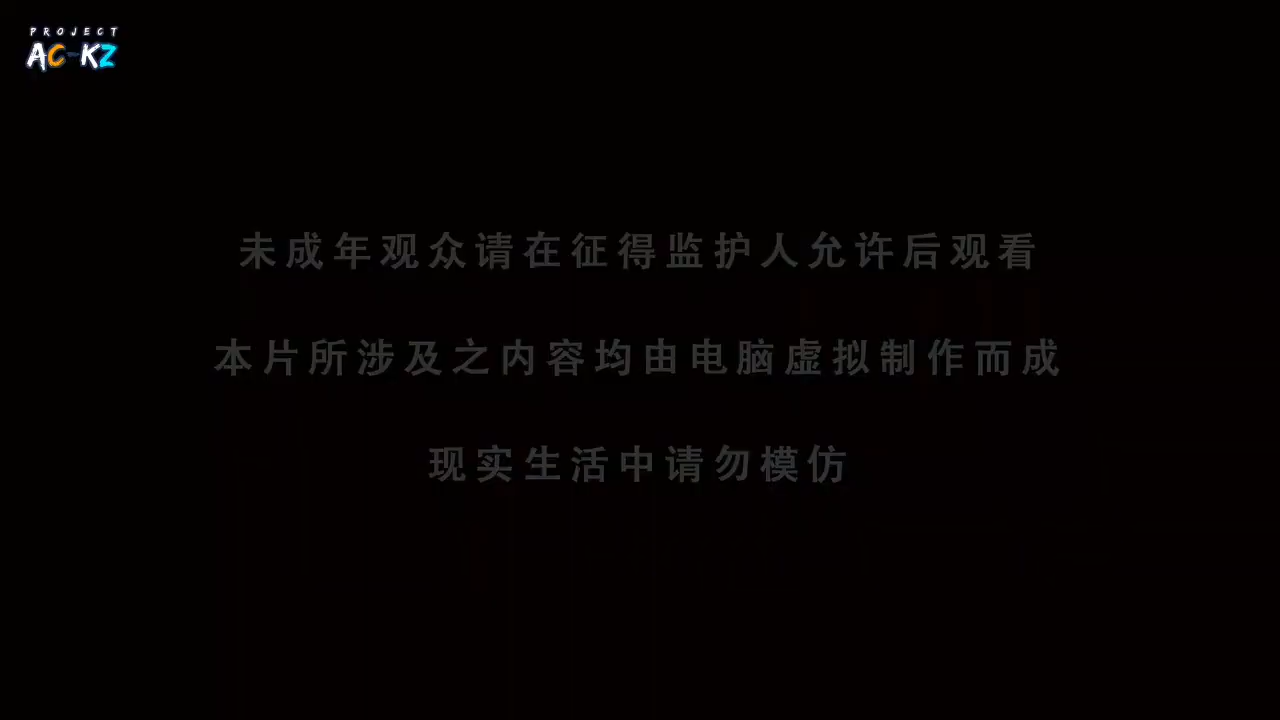 PROJECT
AC-KZ
未成年观众请在征得监护人允许后观看
本片所涉及之内容均由电脑虚拟制作而成
现实生活中请勿模仿